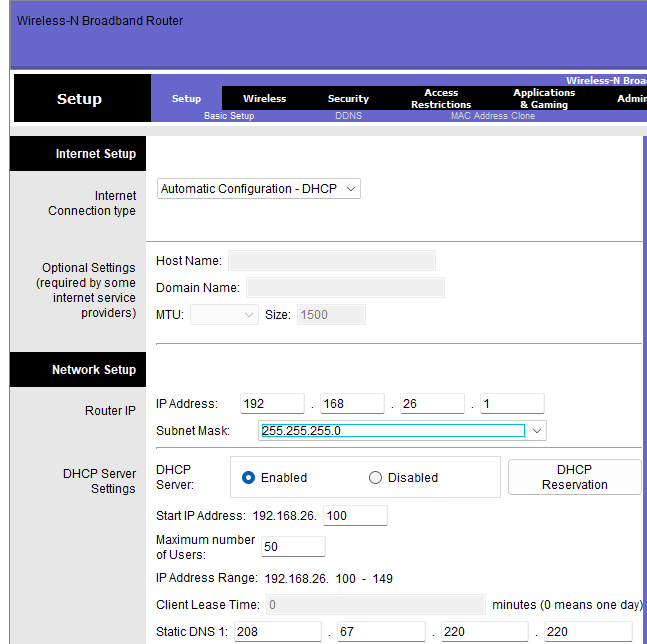 Wireless-N Broadband Router
Wireless-N Broa
Setup
Setup Wireless Security Access Restrictions Applications & Gaming Admin
Basic Setup DDNS MAC Address Clone
Internet Setup
Internet Connection type
Automatic Configuration - DHCP
Optional Settings (required by some internet service providers)
Host Name:
Domain Name:
MTU: Size: 1500
Network Setup
Router IP
IP Address: 192 . 168 . 26 . 1
Subnet Mask: 255.255.255.0
DHCP Server Settings
DHCP Server: Enabled Disabled
DHCP Reservation
Start IP Address: 192.168.26. 100
Maximum number of Users: 50
IP Address Range: 192.168.26. 100 - 149
Client Lease Time: 0 minutes (0 means one day)
Static DNS 1: 208 . 67 . 220 . 220